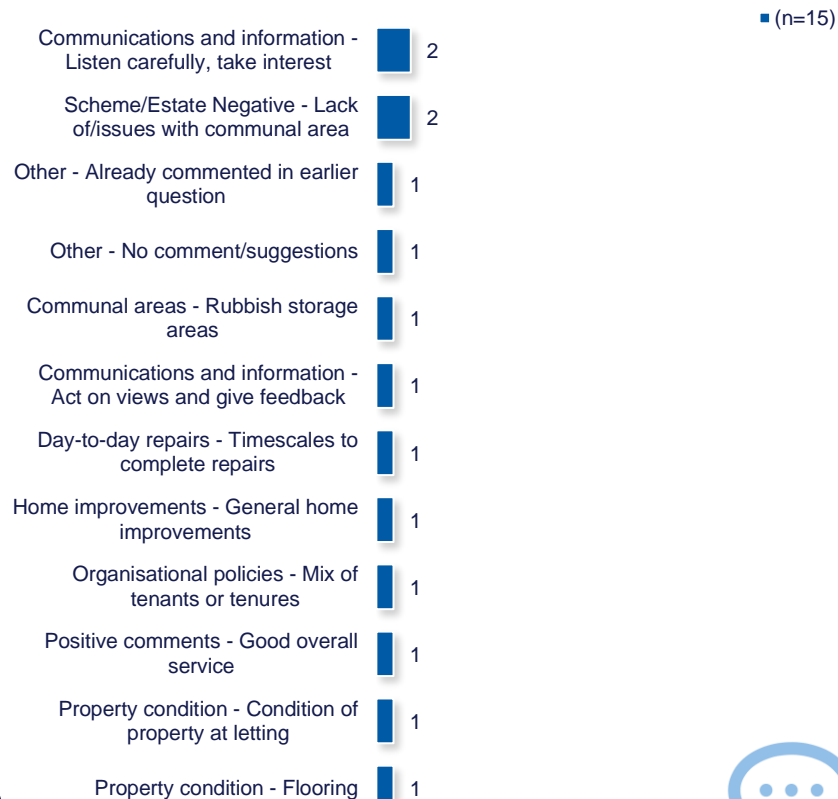 (n=15)
Communications and information -
Listen carefully, take interest
2
Scheme/Estate Negative - Lack
of/issues with communal area
2
Other - Already commented in earlier
question
1
Other - No comment/suggestions
1
Communal areas - Rubbish storage
areas
1
Communications and information -
Act on views and give feedback
1
Day-to-day repairs - Timescales to
complete repairs
1
Home improvements - General home
improvements
1
Organisational policies - Mix of
tenants or tenures
1
Positive comments - Good overall
service
1
Property condition - Condition of
property at letting
1
Property condition - Flooring
1